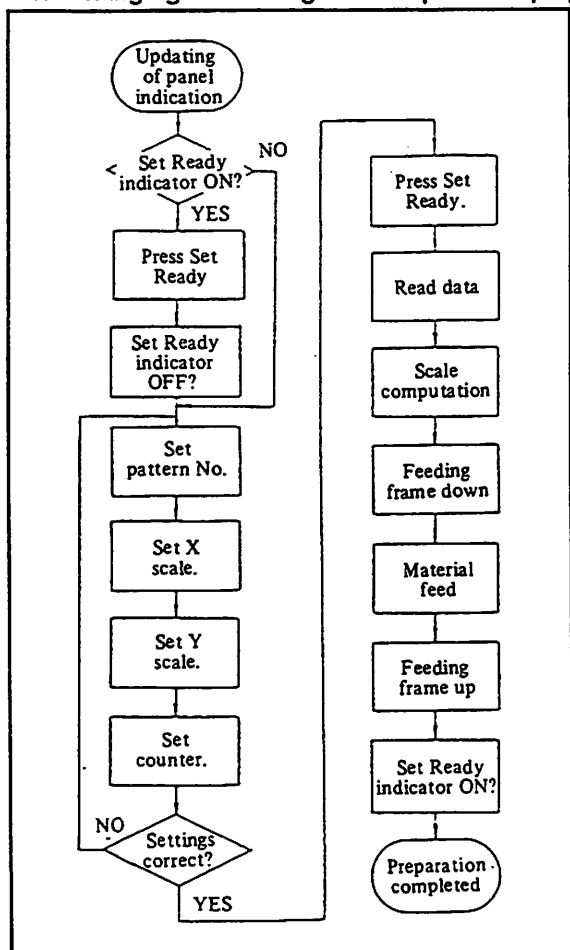 Updating
of panel
indication
Set Ready
indicator ON?
NO
YES
Press Set
Ready
Set Ready
indicator
OFF?
Set
pattern No.
Set X
scale.
Set Y
scale.
Set
counter.
Settings
correct?
NO
YES
Press Set
Ready.
Read data
Scale
computation
Feeding
frame down
Material
feed
Feeding
frame up
Set Ready
indicator ON?
Preparation
completed